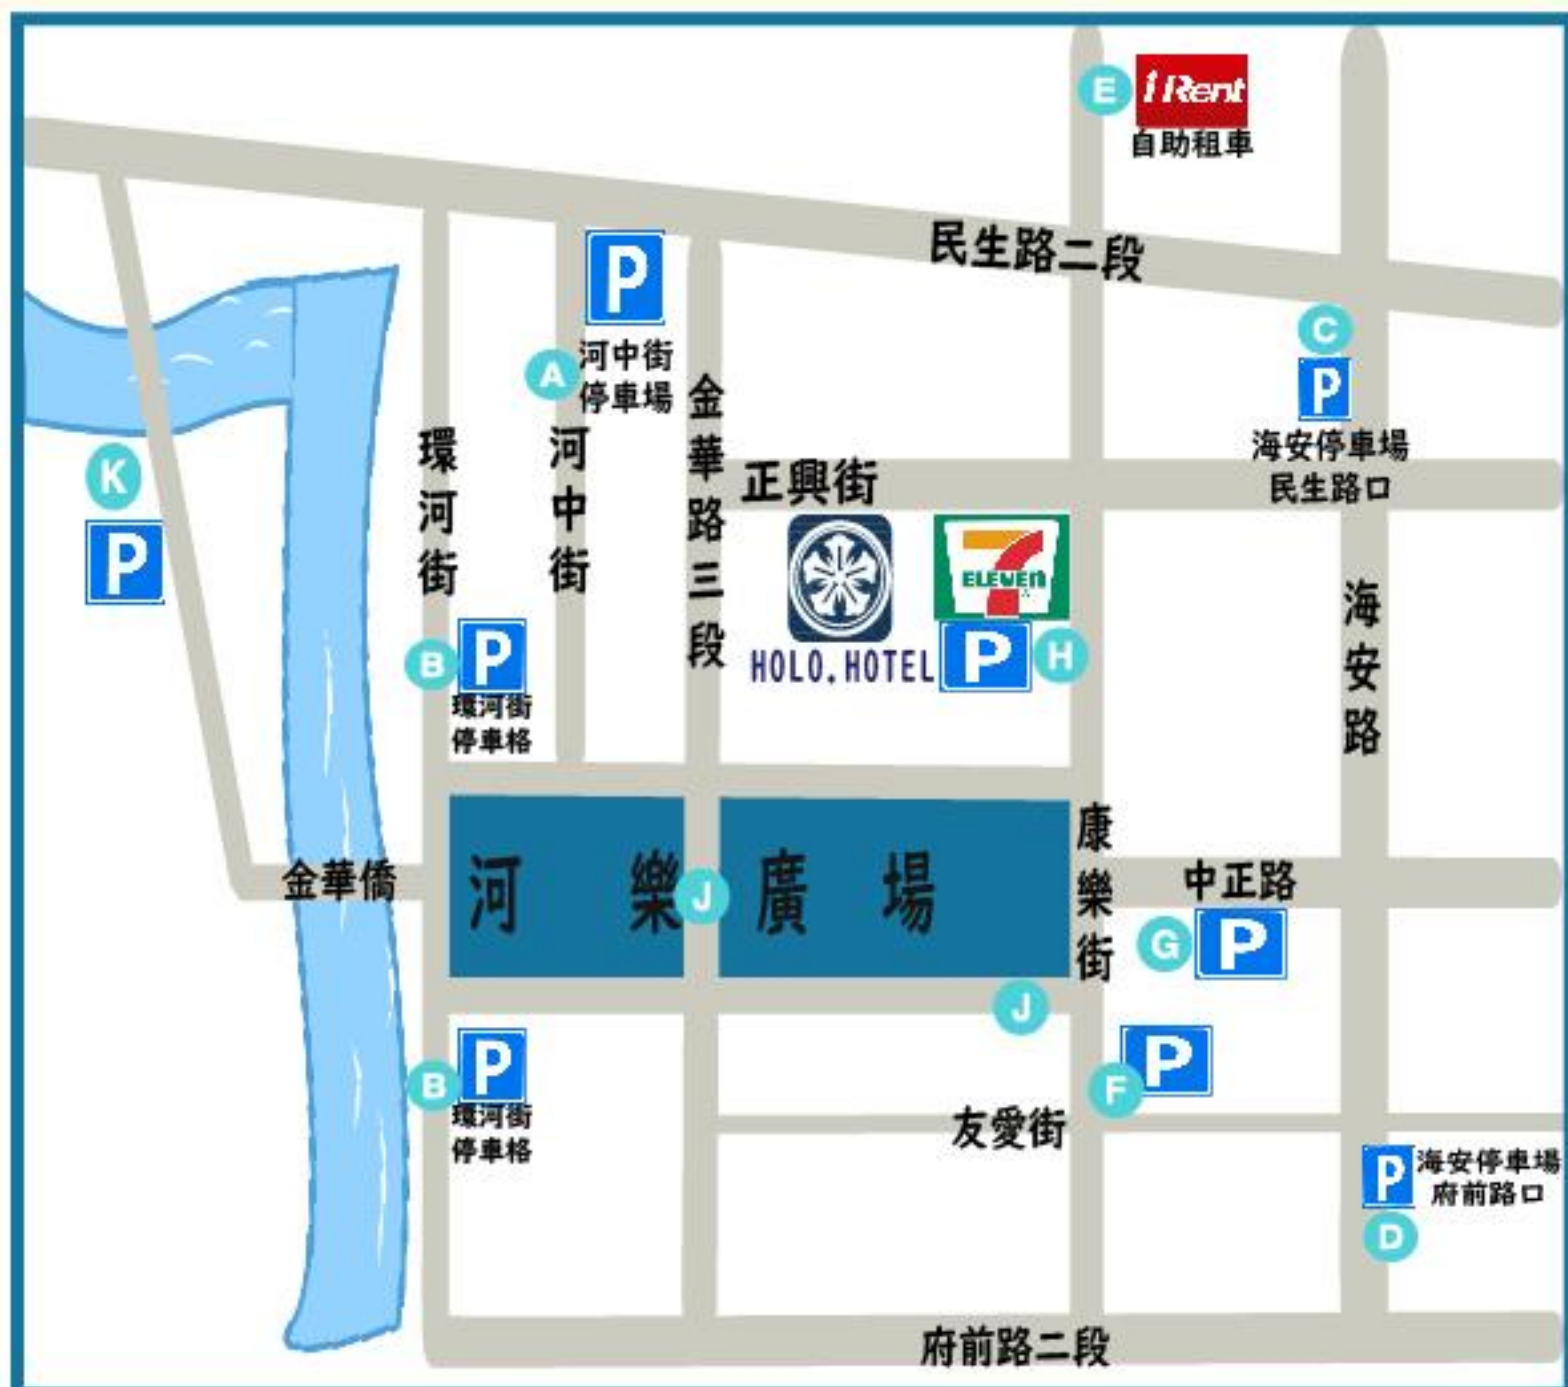 E
iRent
自助租車
民生路二段
P
A
河中街
停車場
C
P
海安停車場
民生路口
K
P
環河街
河中街
金華路三段
正興街
7
ELEVEn
HOLO.HOTEL
P
H
海安路
B
P
環河街
停車格
金華僑
河樂廣場
J
康樂街
中正路
G
P
J
B
P
環河街
停車格
P
F
友愛街
P
海安停車場
府前路口
D
府前路二段